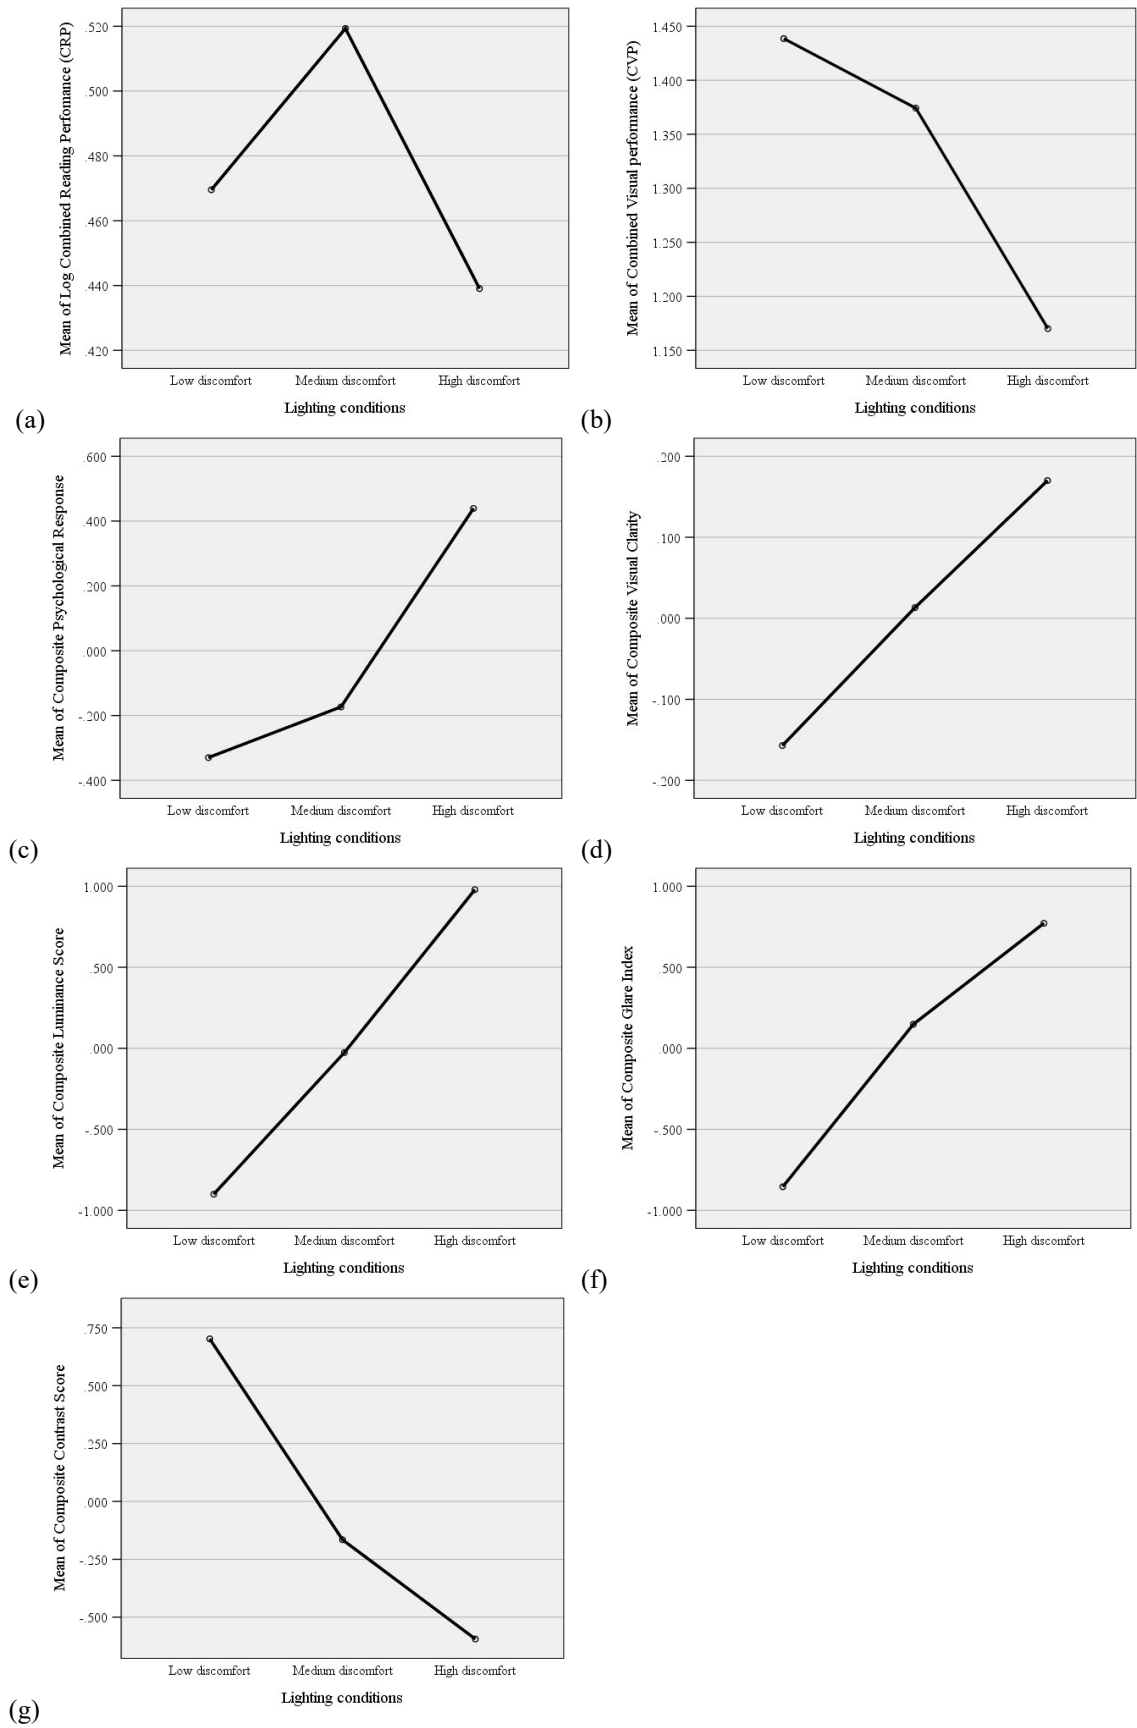 Mean of Log Combined Reading Perfomance (CRP)
.520
.500
.480
.460
.440
.420
Low discomfort Medium discomfort High discomfort
Lighting conditions
(a)
Mean of Combined Visual performance (CVP)
1.450
1.400
1.350
1.300
1.250
1.200
1.150
Low discomfort Medium discomfort High discomfort
Lighting conditions
(b)
Mean of Composite Psychological Response
.600
.400
.200
.000
-.200
-.400
Low discomfort Medium discomfort High discomfort
Lighting conditions
(c)
Mean of Composite Visual Clarity
.200
.100
.000
-.100
-.200
Low discomfort Medium discomfort High discomfort
Lighting conditions
(d)
Mean of Composite Luminance Score
1.000
.500
.000
-.500
-1.000
Low discomfort Medium discomfort High discomfort
Lighting conditions
(e)
Mean of Composite Glare Index
1.000
.500
.000
-.500
-1.000
Low discomfort Medium discomfort High discomfort
Lighting conditions
(f)
Mean of Composite Contrast Score
.750
.500
.250
.000
-.250
-.500
Low discomfort Medium discomfort High discomfort
Lighting conditions
(g)